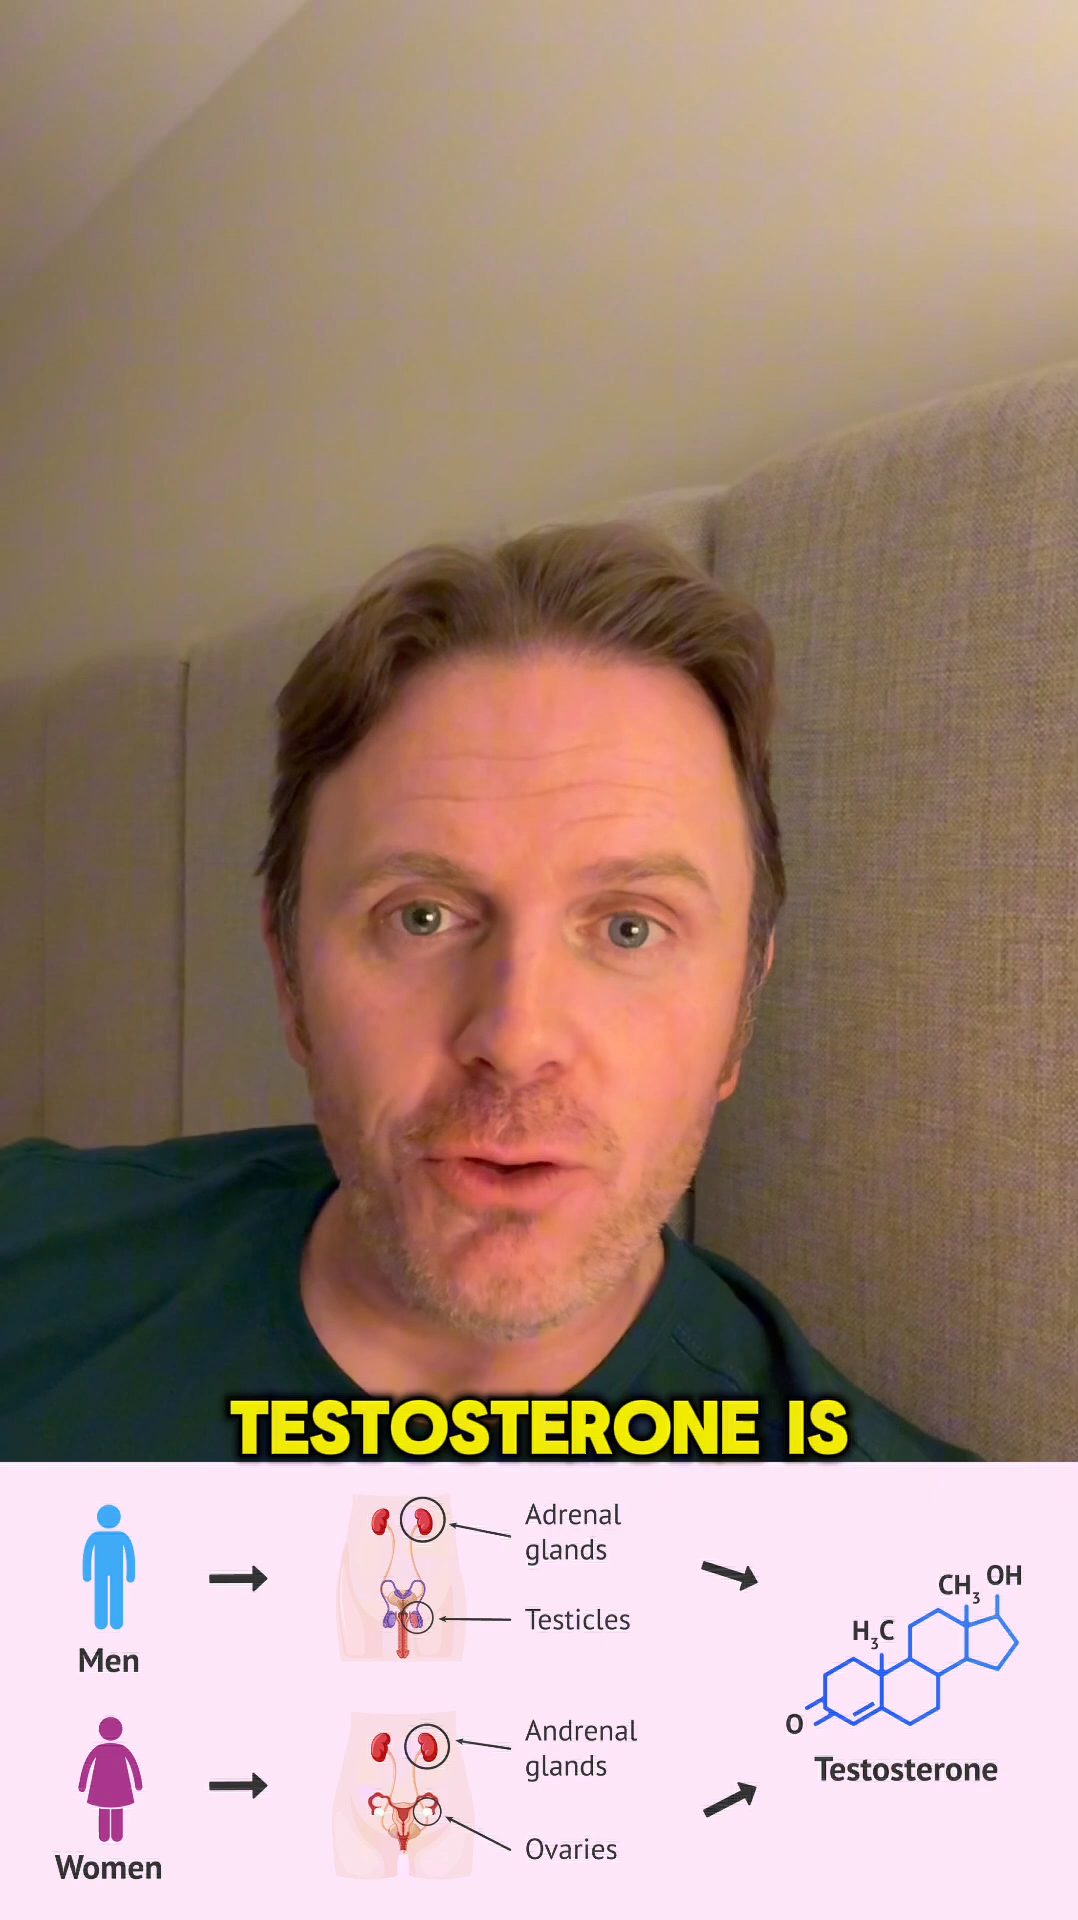 TESTOSTERONE IS
Men
Adrenal
glands
Testicles
Women
Andrenal
glands
Ovaries
CH3 OH
H3C
O
Testosterone